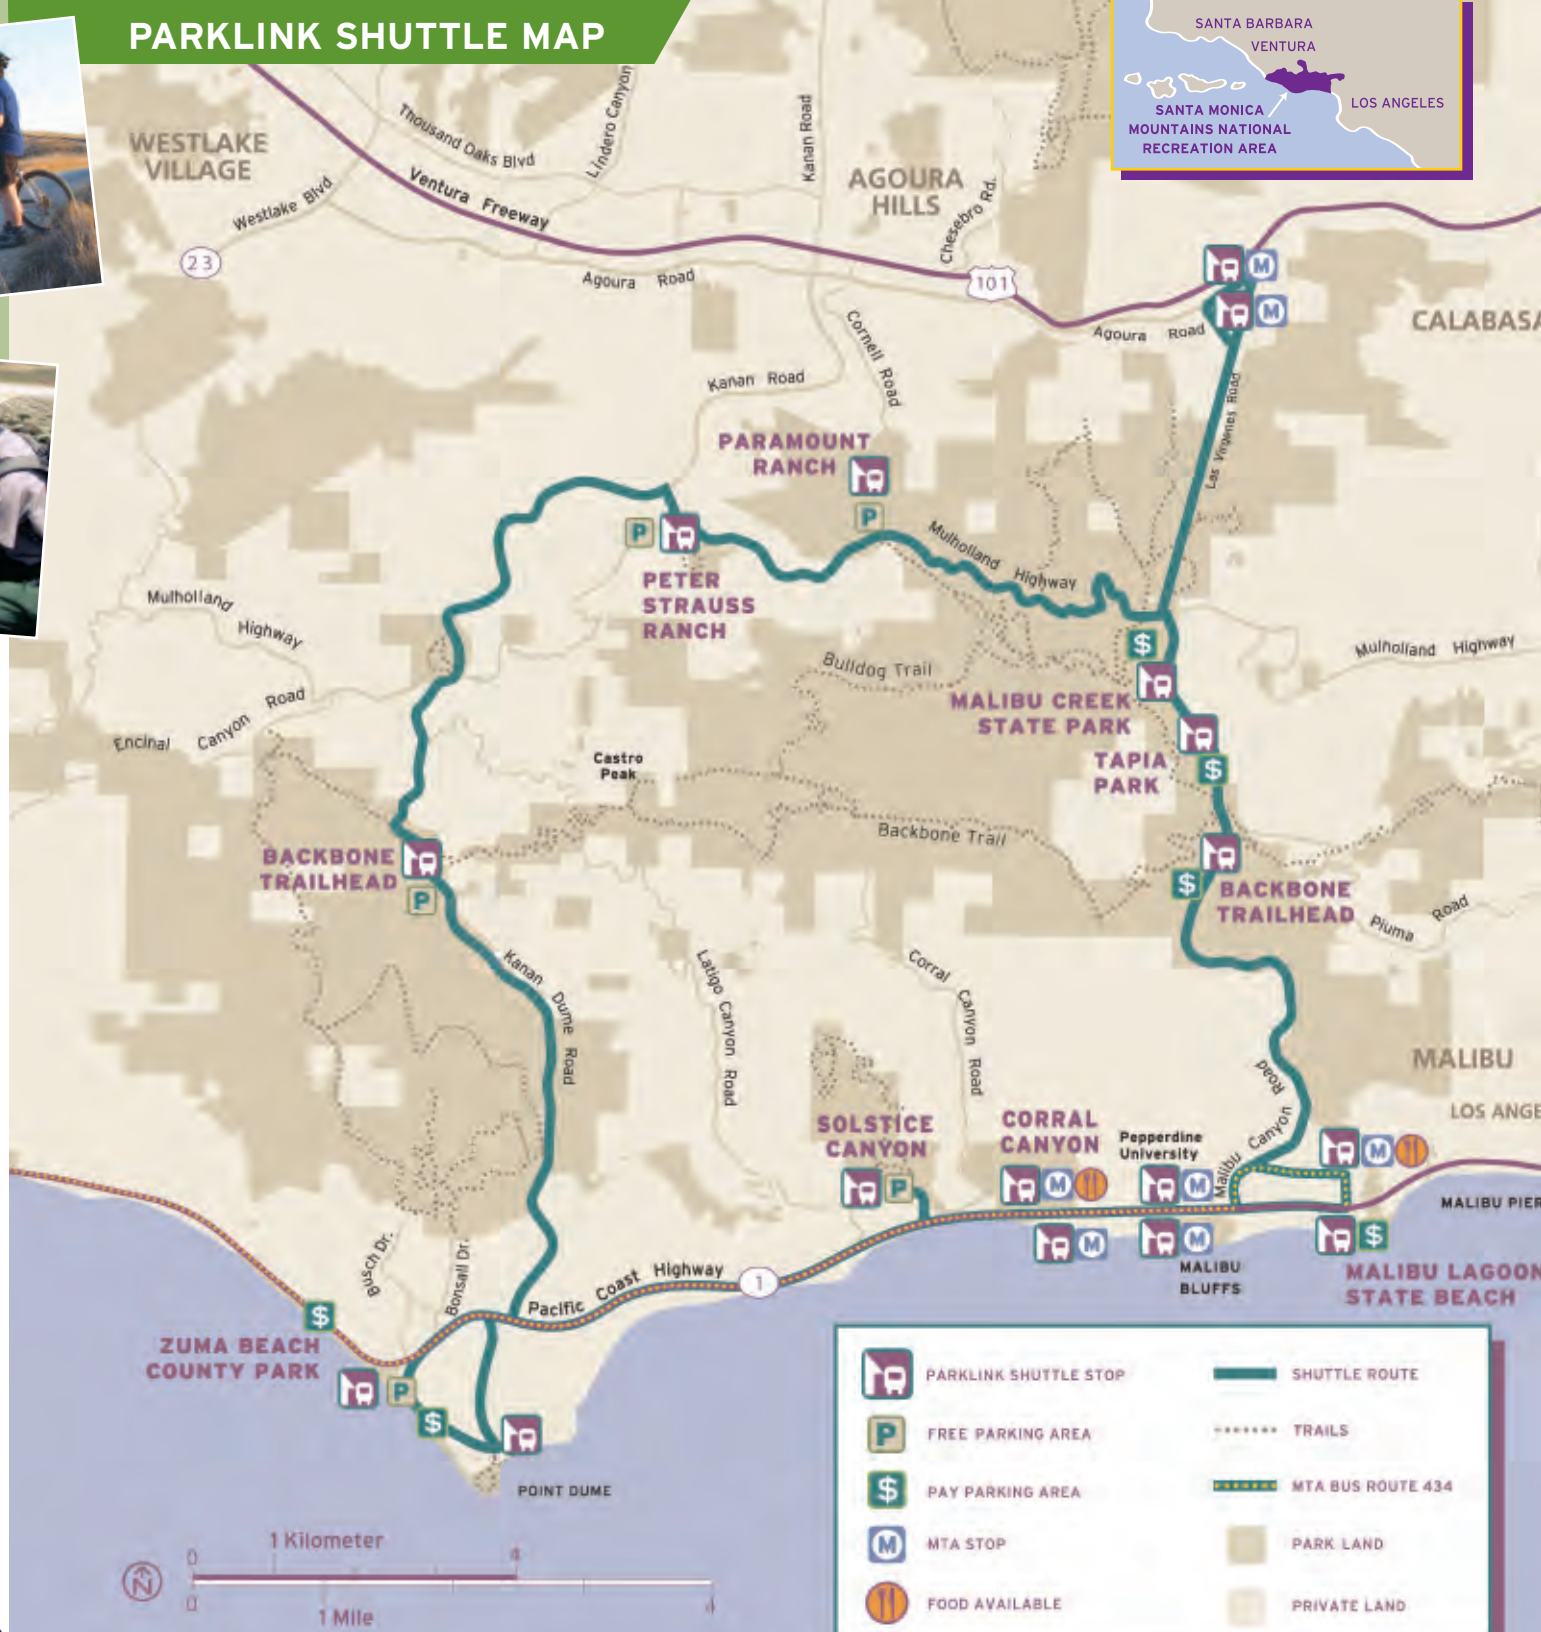 PARKLINK SHUTTLE MAP
SANTA BARBARA
VENTURA
LOS ANGELES
SANTA MONICA
MOUNTAINS NATIONAL
RECREATION AREA
WESTLAKE
VILLAGE
Thousand Oaks Blvd
Lindero Canyon
Kanan Road
AGOURA
HILLS
Chesebro Rd.
Westlake Blvd
Ventura Freeway
23
Agoura Road
101
M
M
Agoura Road
CALABASA
Cornell Road
Kanan Road
Las Virgenes Road
PARAMOUNT
RANCH
P
P
Mulholland Highway
PETER
STRAUSS
RANCH
Mulholland
Highway
$
Mulholland Highway
Bulldog Trail
MALIBU CREEK
STATE PARK
Encinal Canyon Road
Castro
Peak
TAPIA
PARK
$
Backbone Trail
BACKBONE
TRAILHEAD
P
$
BACKBONE
TRAILHEAD
Piuma Road
Kanan Dume Road
Latigo Canyon Road
Corral Canyon Road
MALIBU
LOS ANGE
Malibu Canyon Road
SOLSTICE
CANYON
P
CORRAL
CANYON
M
Pepperdine
University
M
M
MALIBU PIER
M
M
$
MALIBU
BLUFFS
MALIBU LAGOON
STATE BEACH
Busch Dr.
Bonsall Dr.
Pacific Coast Highway
1
$
ZUMA BEACH
COUNTY PARK
P
$
POINT DUME
PARKLINK SHUTTLE STOP
P FREE PARKING AREA
$ PAY PARKING AREA
M MTA STOP
FOOD AVAILABLE
SHUTTLE ROUTE
TRAILS
MTA BUS ROUTE 434
PARK LAND
PRIVATE LAND
1 Kilometer
0 4
N
0 4
1 Mile